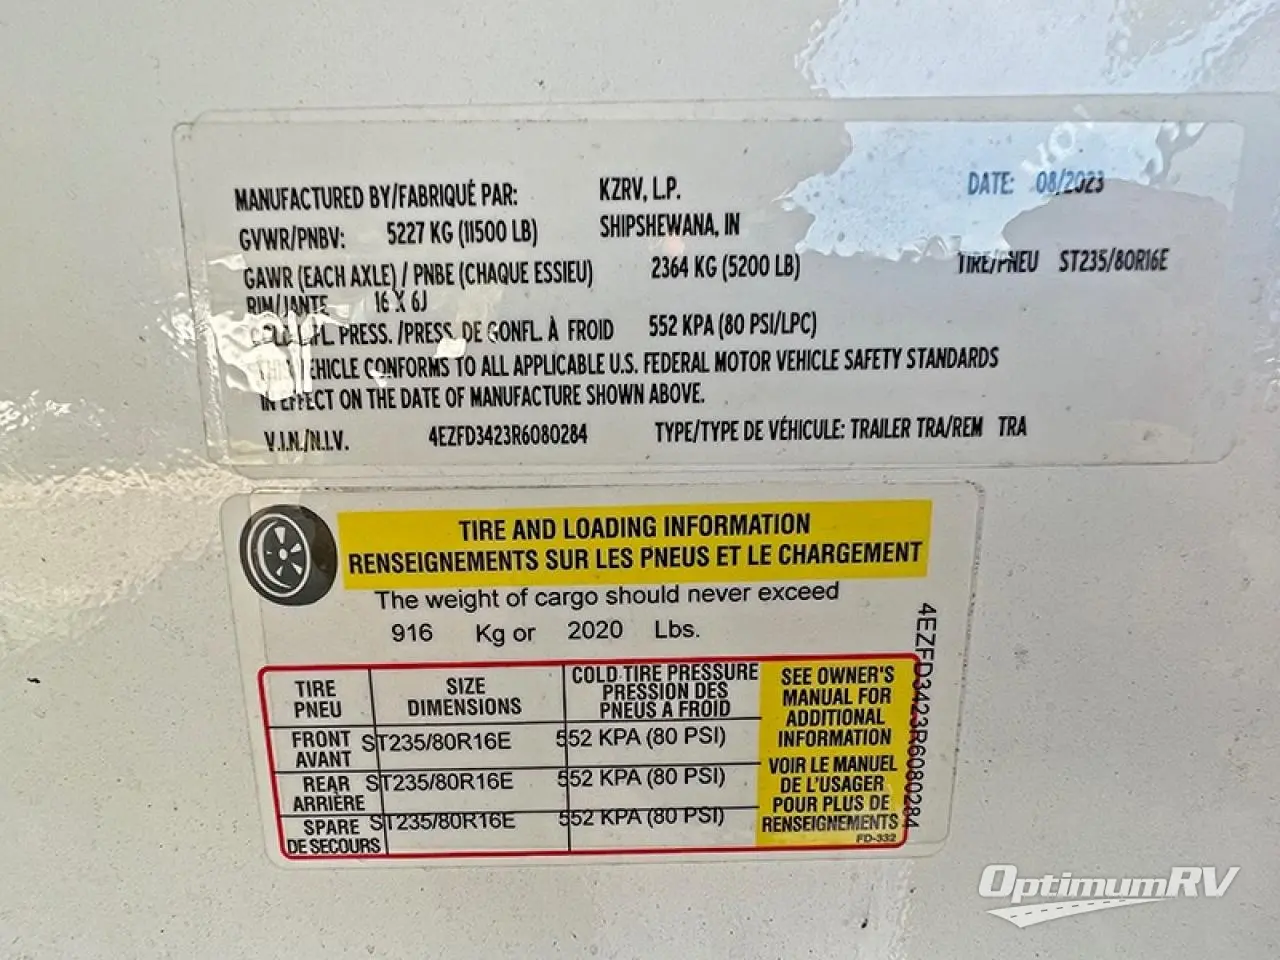 MANUFACTURED BY/FABRIQUÉ PAR: KZRV, L.P. DATE: 08/2023
GVWR/PNBV: 5227 KG (11500 LB) SHIPSHEWANA, IN
GAWR (EACH AXLE) / PNBE (CHAQUE ESSIEU) 2364 KG (5200 LB) TIRE/PNEU ST235/80R16E
RIM/JANTE 16 X 6J
COLD INFL. PRESS. /PRESS. DE GONFL. À FROID 552 KPA (80 PSI/LPC)
THIS VEHICLE CONFORMS TO ALL APPLICABLE U.S. FEDERAL MOTOR VEHICLE SAFETY STANDARDS
IN EFFECT ON THE DATE OF MANUFACTURE SHOWN ABOVE.
V.I.N./N.I.V. 4EZFD3423R6080284 TYPE/TYPE DE VÉHICULE: TRAILER TRA/REM TRA
TIRE AND LOADING INFORMATION
RENSEIGNEMENTS SUR LES PNEUS ET LE CHARGEMENT
The weight of cargo should never exceed
916 Kg or 2020 Lbs.
TIRE
PNEU
SIZE
DIMENSIONS
COLD TIRE PRESSURE
PRESSION DES
PNEUS A FROID
FRONT
AVANT
ST235/80R16E 552 KPA (80 PSI)
REAR
ARRIÈRE
ST235/80R16E 552 KPA (80 PSI)
SPARE
DE SECOURS
ST235/80R16E 552 KPA (80 PSI)
SEE OWNER'S
MANUAL FOR
ADDITIONAL
INFORMATION
VOIR LE MANUEL
DE L'USAGER
POUR PLUS DE
RENSEIGNEMENTS
FD-332
4EZFD3423R6080284
OptimumRV